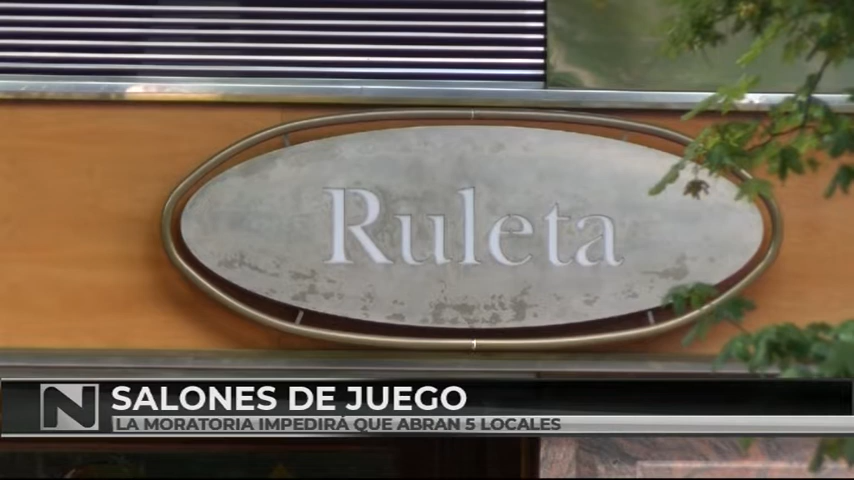 Ruleta
N SALONES DE JUEGO
LA MORATORIA IMPEDIRÁ QUE ABRAN 5 LOCALES